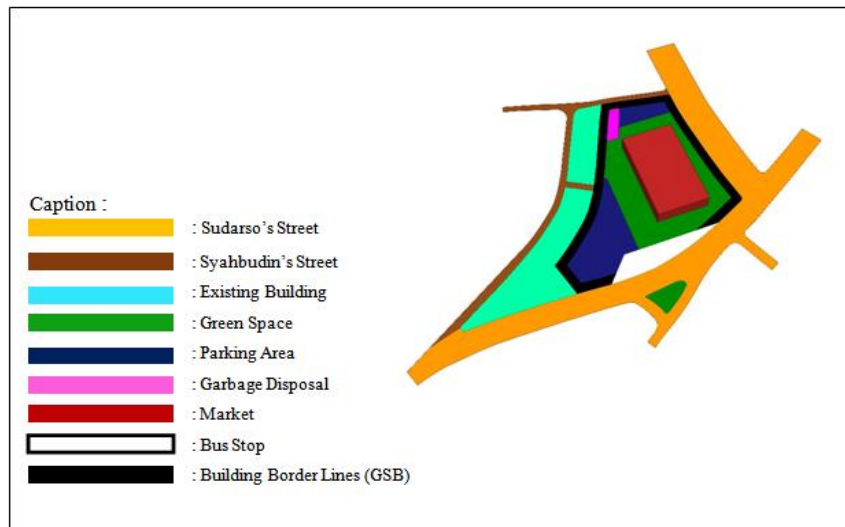 Caption :
: Sudarso's Street
: Syahbudin's Street
: Existing Building
: Green Space
: Parking Area
: Garbage Disposal
: Market
: Bus Stop
: Building Border Lines (GSB)